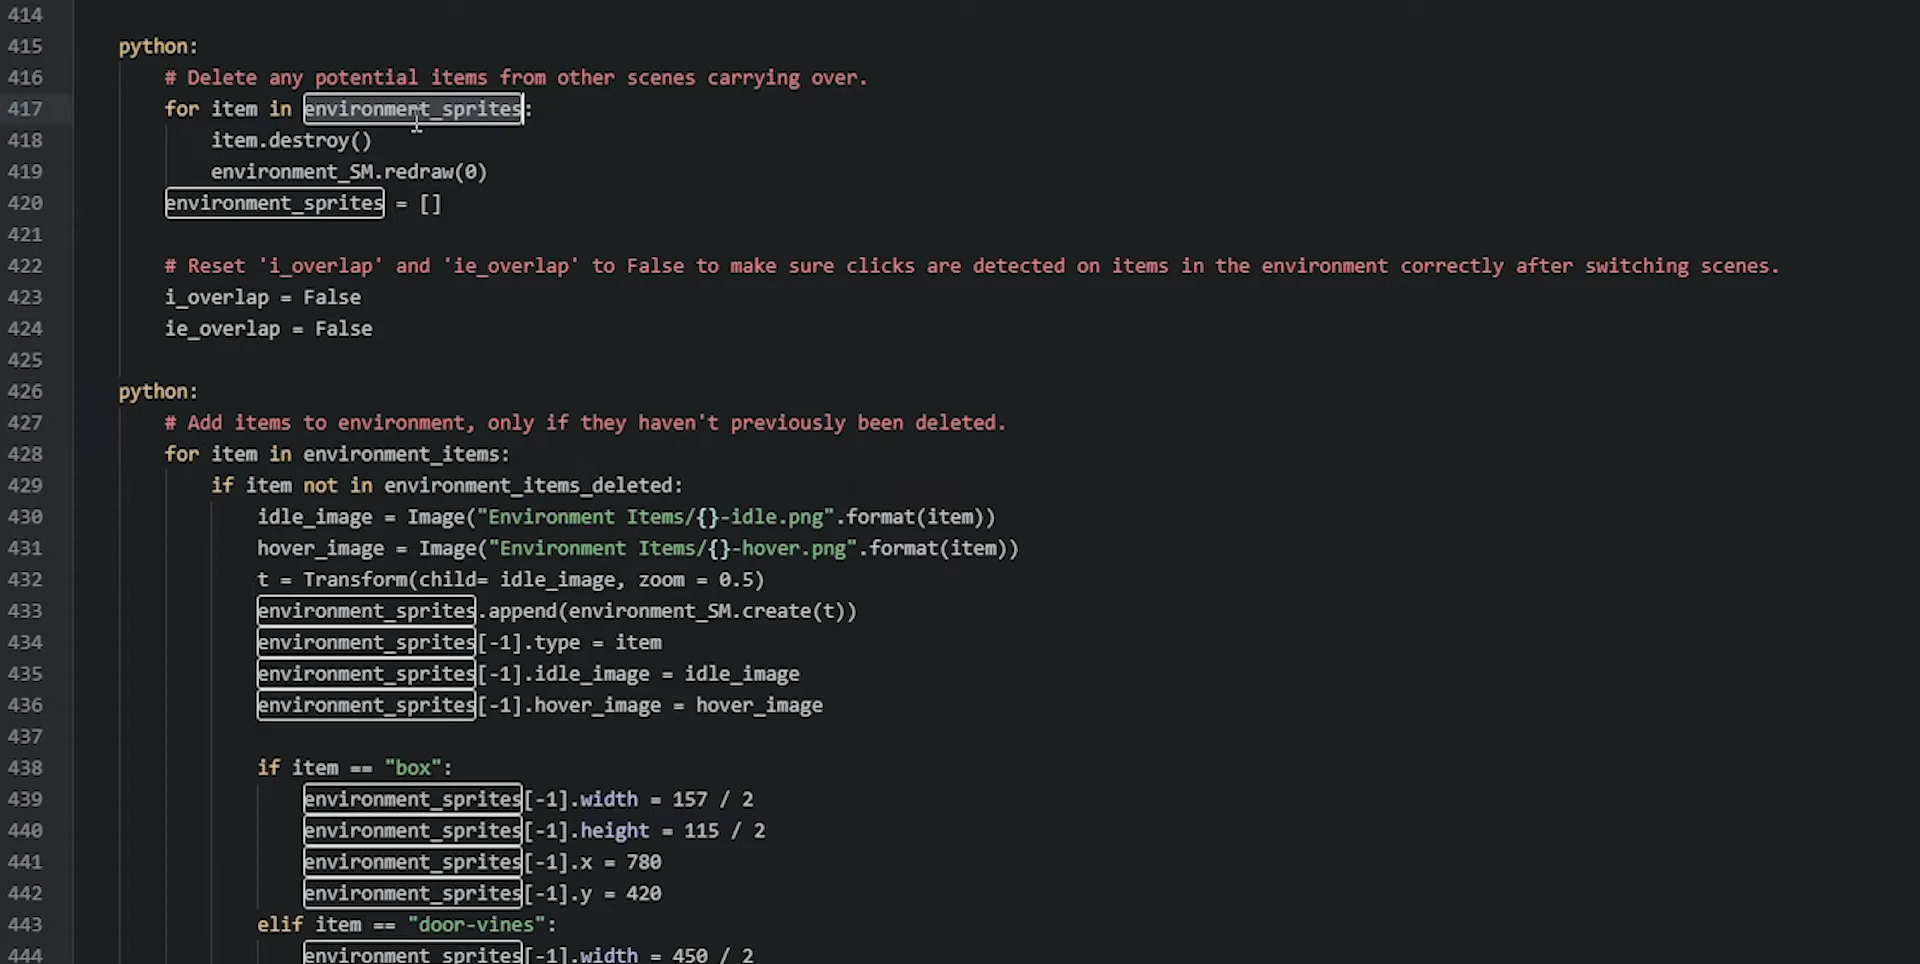 414
415 python:
416 # Delete any potential items from other scenes carrying over.
417 for item in environment_sprites:
418 item.destroy()
419 environment_SM.redraw(0)
420 environment_sprites = []
421
422 # Reset 'i_overlap' and 'ie_overlap' to False to make sure clicks are detected on items in the environment correctly after switching scenes.
423 i_overlap = False
424 ie_overlap = False
425
426 python:
427 # Add items to environment, only if they haven't previously been deleted.
428 for item in environment_items:
429 if item not in environment_items_deleted:
430 idle_image = Image("Environment Items/{}-idle.png".format(item))
431 hover_image = Image("Environment Items/{}-hover.png".format(item))
432 t = Transform(child= idle_image, zoom = 0.5)
433 environment_sprites.append(environment_SM.create(t))
434 environment_sprites[-1].type = item
435 environment_sprites[-1].idle_image = idle_image
436 environment_sprites[-1].hover_image = hover_image
437
438 if item == "box":
439 environment_sprites[-1].width = 157 / 2
440 environment_sprites[-1].height = 115 / 2
441 environment_sprites[-1].x = 780
442 environment_sprites[-1].y = 420
443 elif item == "door-vines":
444 environment_sprites[-1].width = 450 / 2